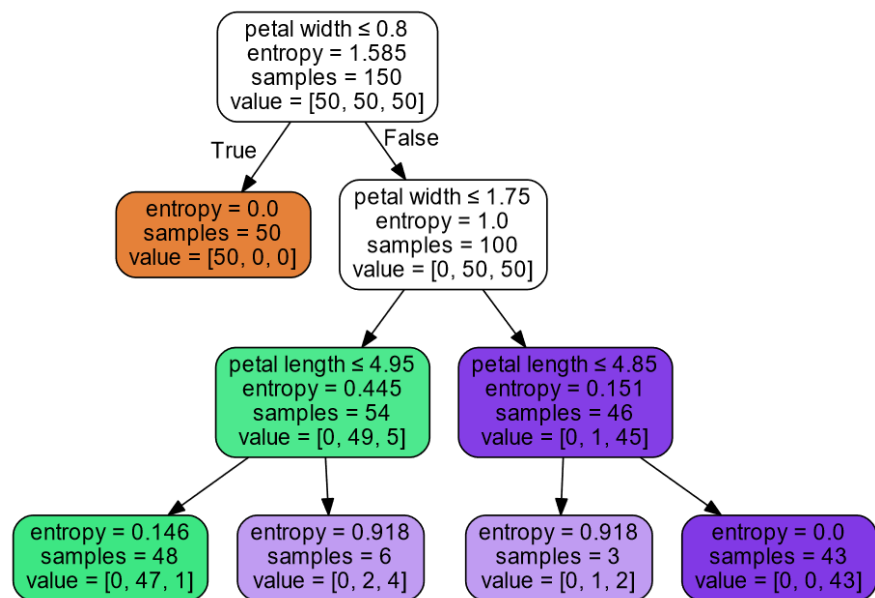 petal width ≤ 0.8
entropy = 1.585
samples = 150
value = [50, 50, 50]
True
False
entropy = 0.0
samples = 50
value = [50, 0, 0]
petal width ≤ 1.75
entropy = 1.0
samples = 100
value = [0, 50, 50]
petal length ≤ 4.95
entropy = 0.445
samples = 54
value = [0, 49, 5]
petal length ≤ 4.85
entropy = 0.151
samples = 46
value = [0, 1, 45]
entropy = 0.146
samples = 48
value = [0, 47, 1]
entropy = 0.918
samples = 6
value = [0, 2, 4]
entropy = 0.918
samples = 3
value = [0, 1, 2]
entropy = 0.0
samples = 43
value = [0, 0, 43]